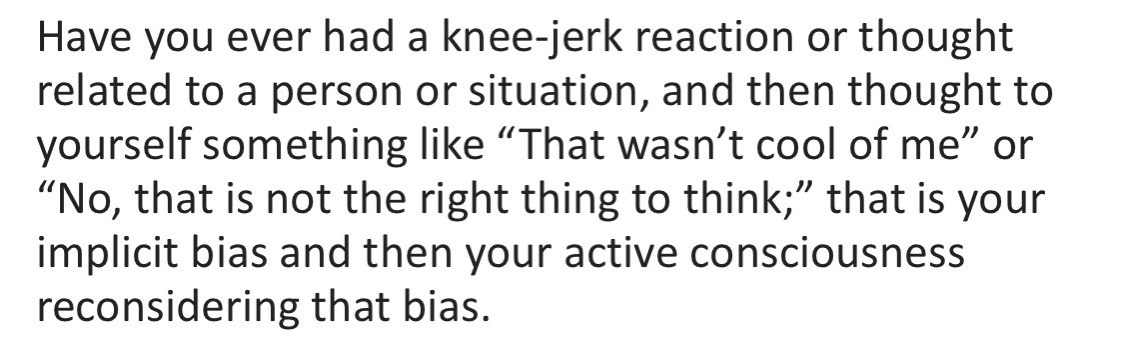 Have you ever had a knee-jerk reaction or thought
related to a person or situation, and then thought to
yourself something like “That wasn’t cool of me” or
“No, that is not the right thing to think;” that is your
implicit bias and then your active consciousness
reconsidering that bias.